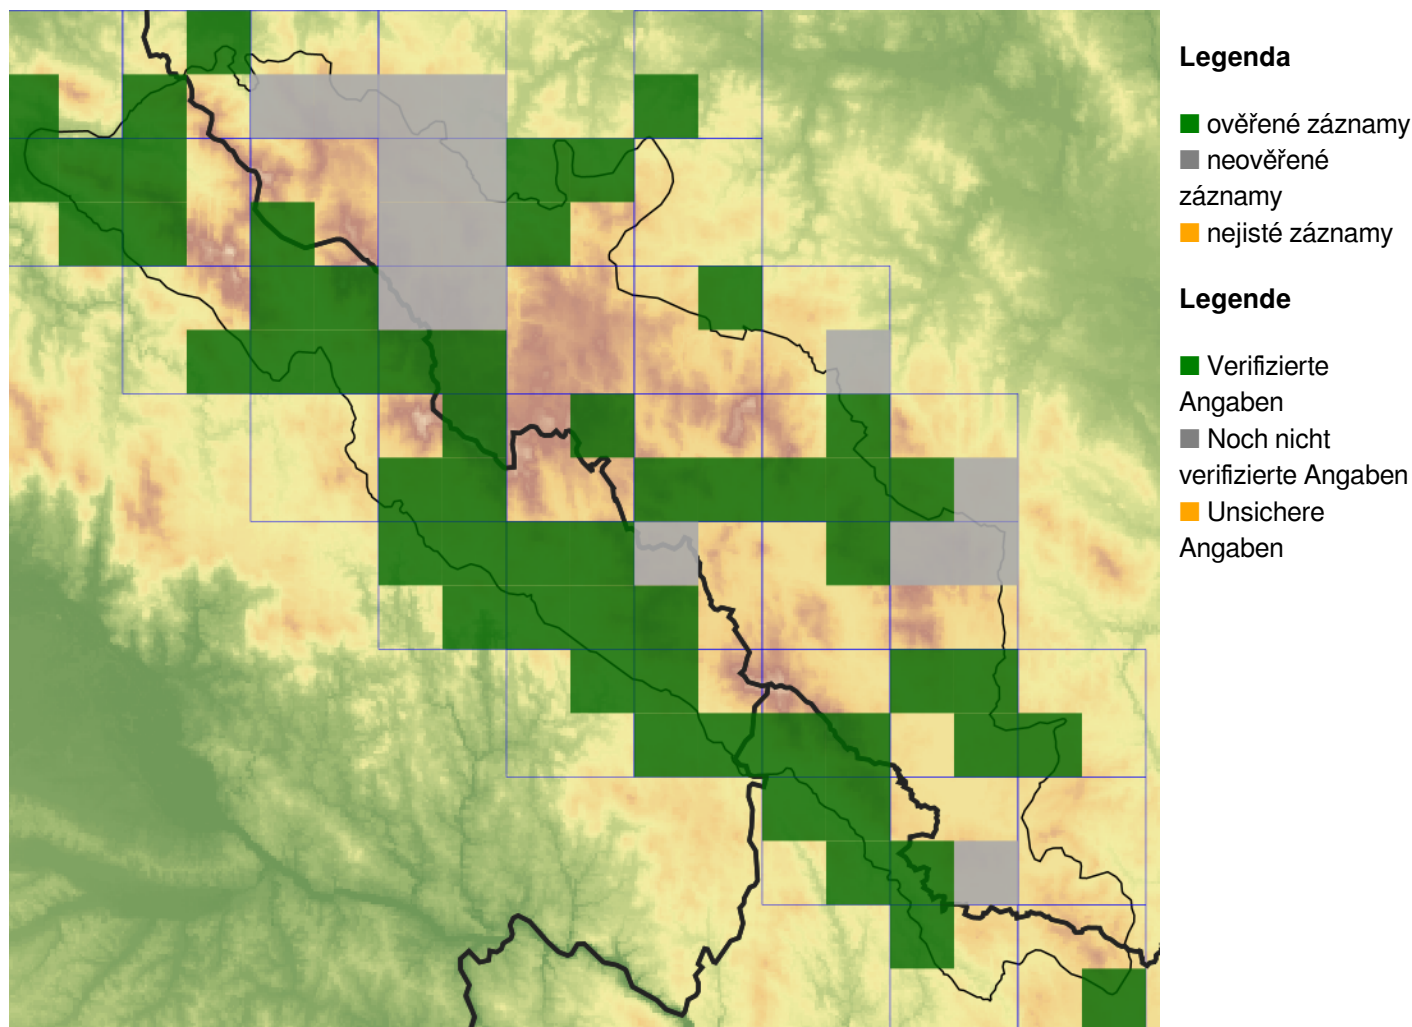 Legenda
ověřené záznamy
neověřené
záznamy
nejisté záznamy
Legende
Verifizierte
Angaben
Noch nicht
verifizierte Angaben
Unsichere
Angaben